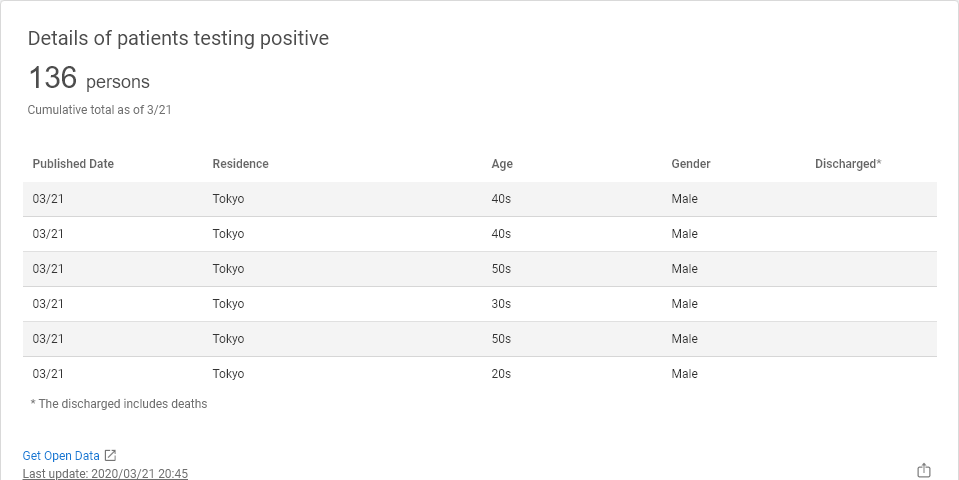 Details of patients testing positive
136 persons
Cumulative total as of 3/21
Published Date Residence Age Gender Discharged*
03/21 Tokyo 40s Male
03/21 Tokyo 40s Male
03/21 Tokyo 50s Male
03/21 Tokyo 30s Male
03/21 Tokyo 50s Male
03/21 Tokyo 20s Male
* The discharged includes deaths
Get Open Data
Last update: 2020/03/21 20:45